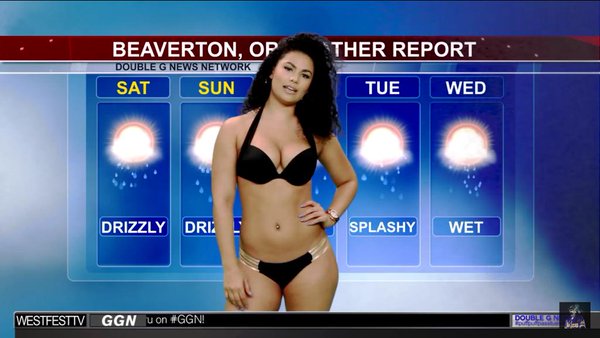 BEAVERTON, OR THER REPORT
DOUBLE G NEWS NETWORK
SAT SUN TUE WED
DRIZZLY DRIZ SPLASHY WET
WESTFESTTV GGN u on #GGN!
DOUBLE G N